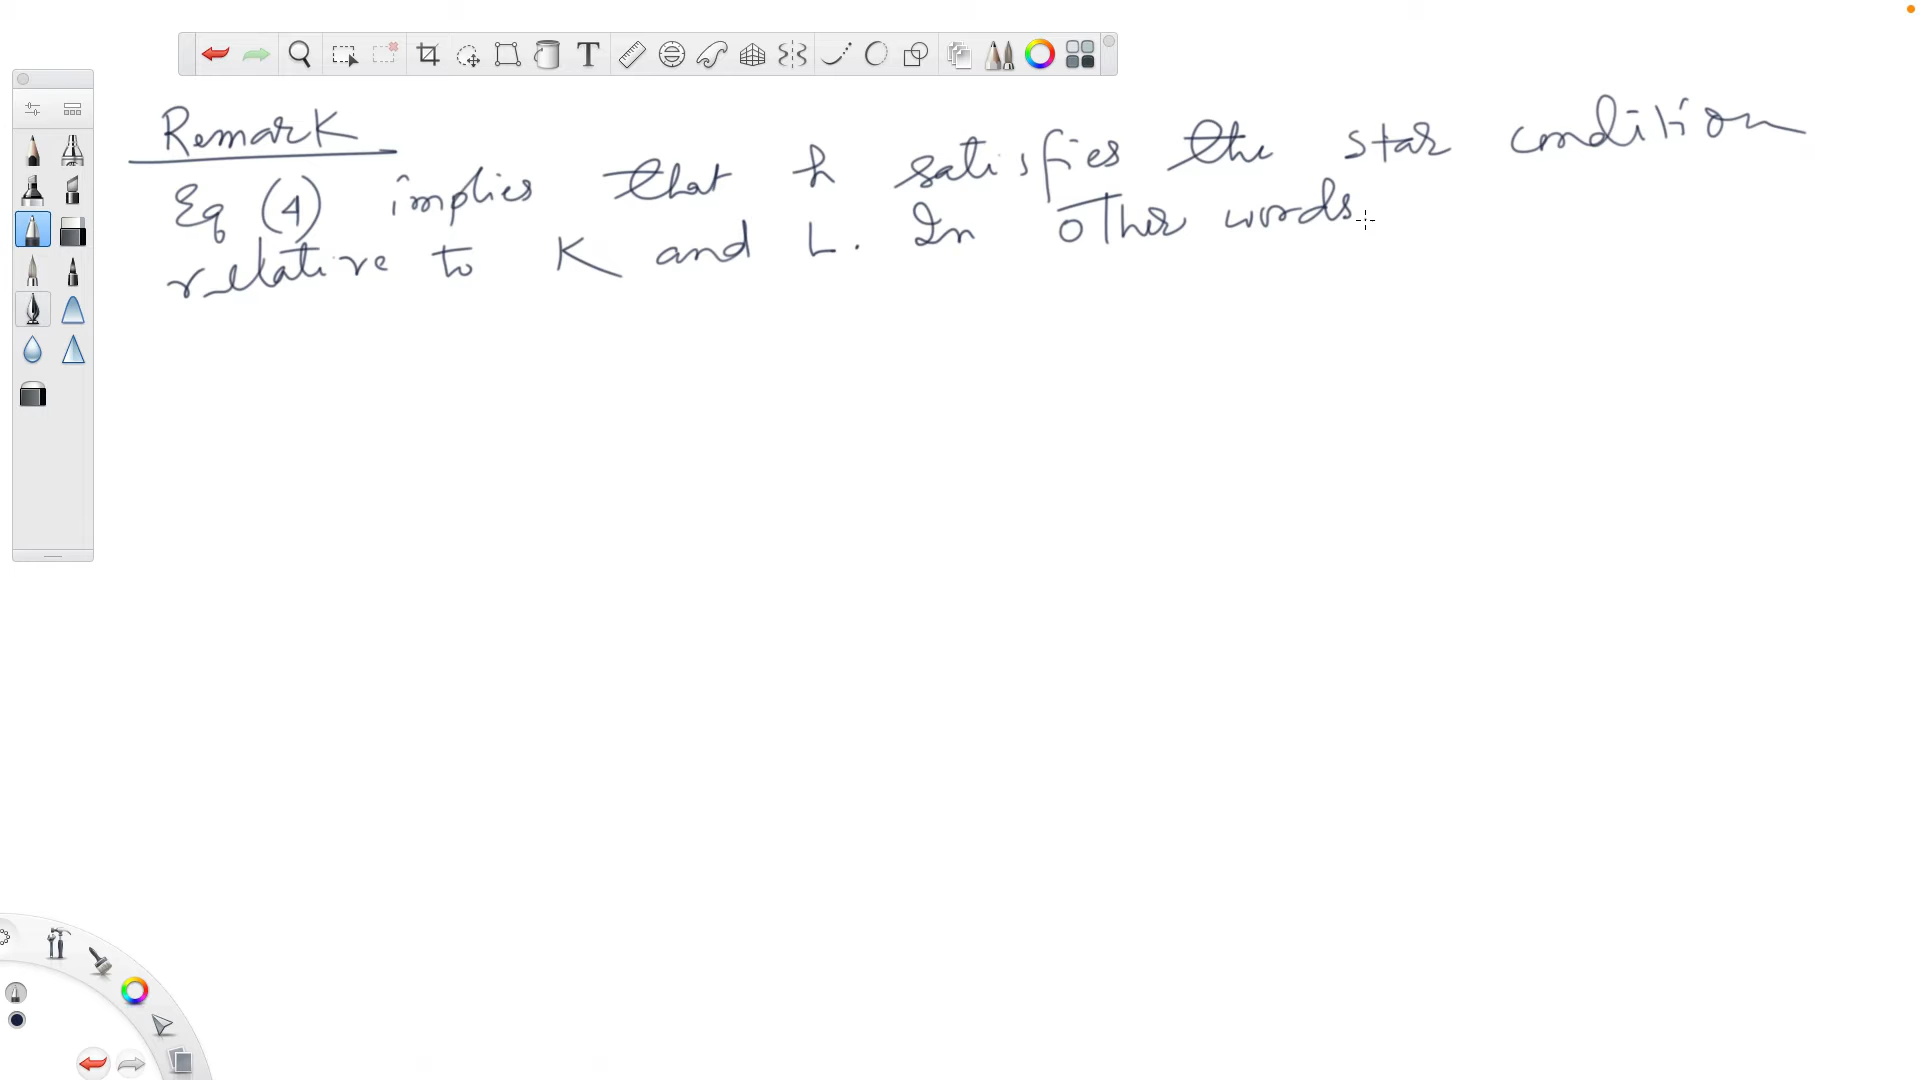 Remark
Eq (4) implies that h satisfies the star condition
relative to K and L. In other words